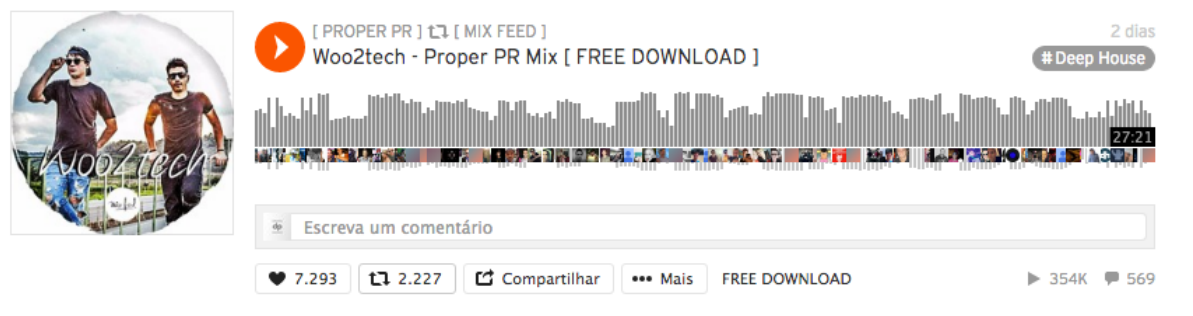 [ PROPER PR ] [ MIX FEED ]
2 dias
Woo2tech - Proper PR Mix [ FREE DOWNLOAD ]
# Deep House
Woo2tech
27:21
Escreva um comentário
7.293
2.227
Compartilhar
Mais
FREE DOWNLOAD
354K
569